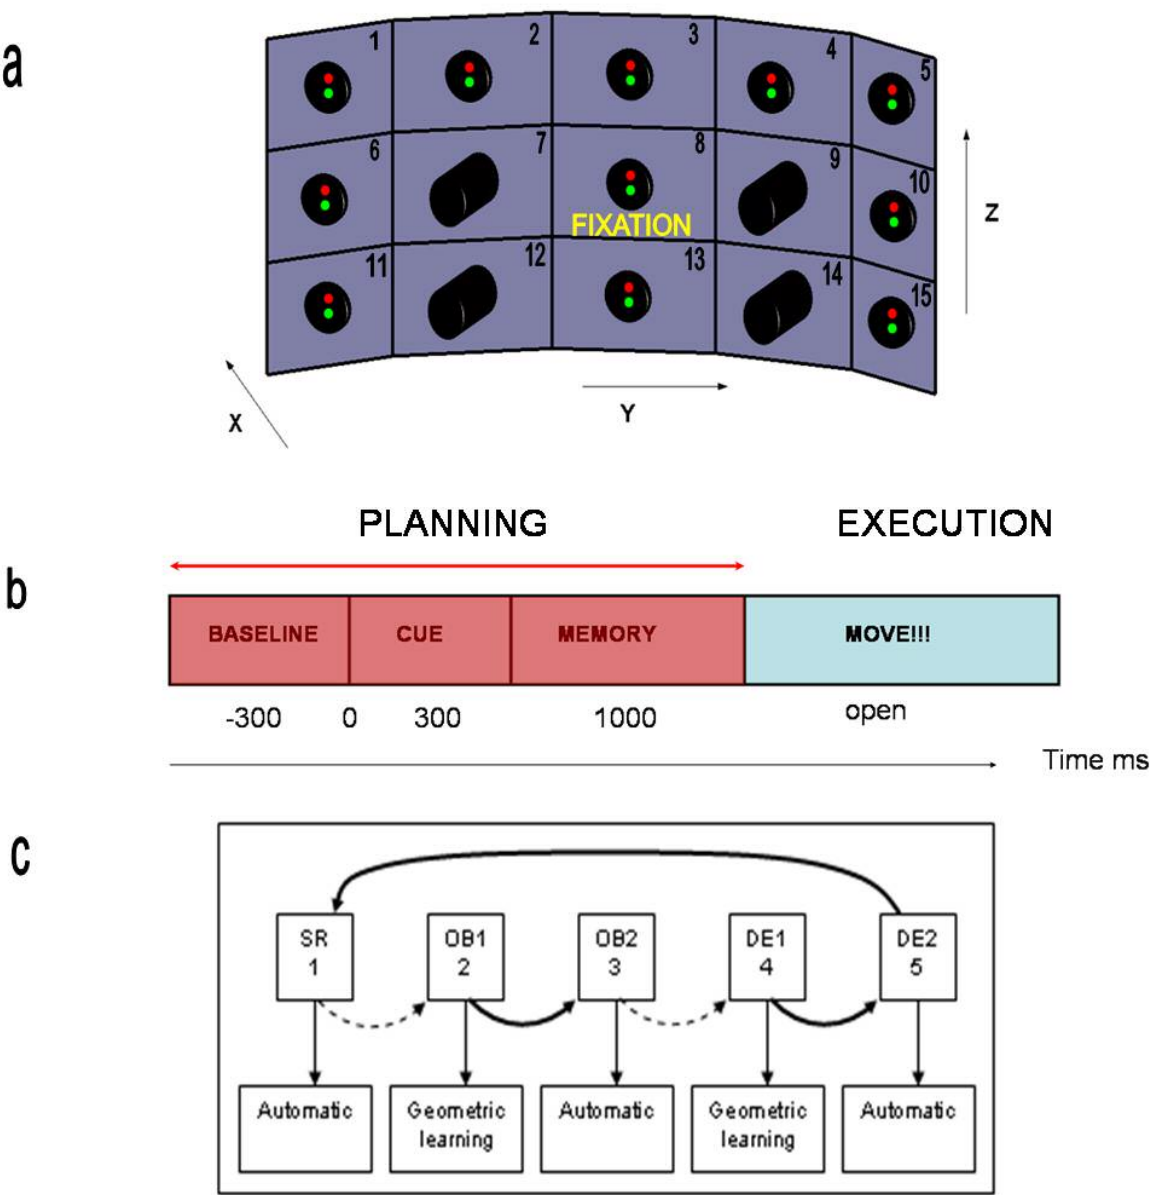 a
1 2 3 4 5
6 7 8 9 10
FIXATION
11 12 13 14 15
Z
Y
X
PLANNING EXECUTION
b
BASELINE CUE MEMORY MOVE!!!
-300 0 300 1000 open
Time ms
c
SR OB1 OB2 DE1 DE2
1 2 3 4 5
Automatic Geometric Automatic Geometric Automatic
learning learning